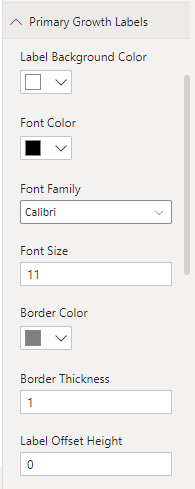 Primary Growth Labels
Label Background Color
Font Color
Font Family
Calibri
Font Size
11
Border Color
Border Thickness
1
Label Offset Height
0